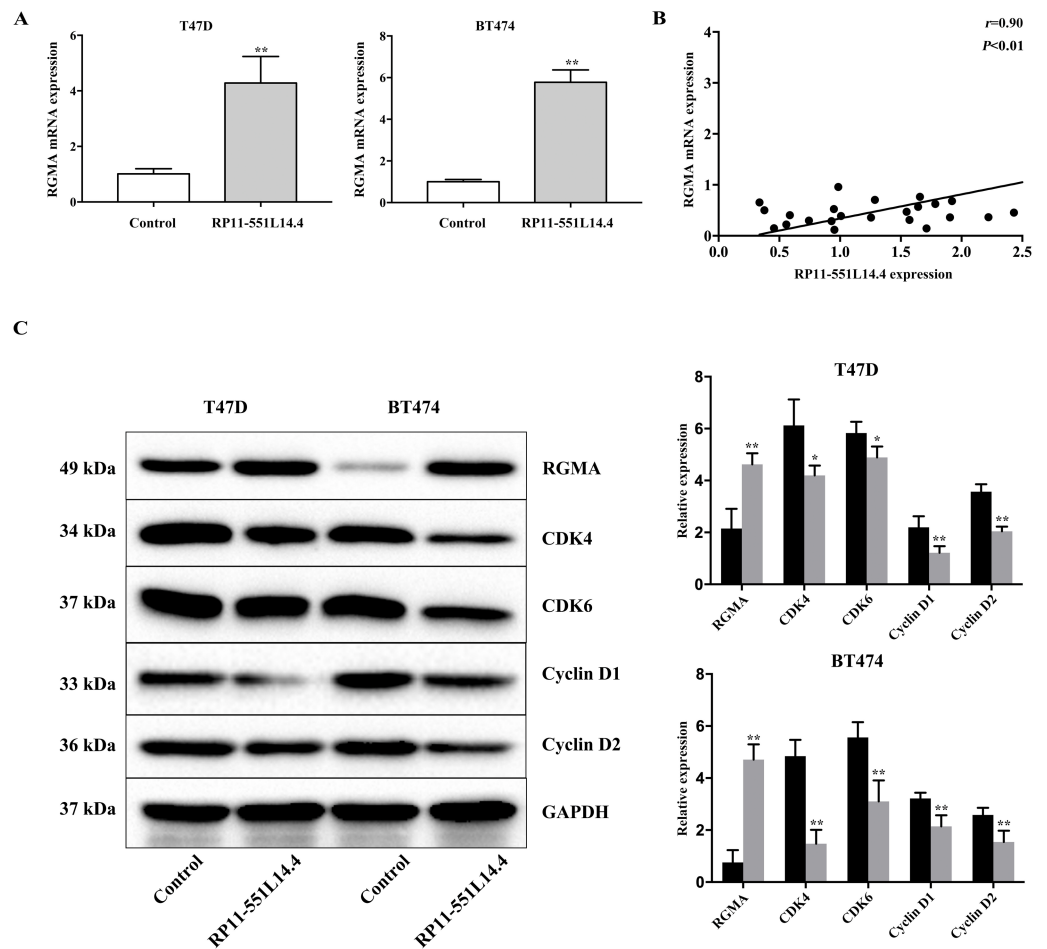 A
T47D
RGMA mRNA expression
6
4
2
0
**
Control
RP11-551L14.4
BT474
RGMA mRNA expression
8
6
4
2
0
**
Control
RP11-551L14.4
B
r=0.90
P<0.01
RGMA mRNA expression
4
3
2
1
0
0.0 0.5 1.0 1.5 2.0 2.5
RP11-551L14.4 expression
C
T47D BT474
49 kDa RGMA
34 kDa CDK4
37 kDa CDK6
33 kDa Cyclin D1
36 kDa Cyclin D2
37 kDa GAPDH
Control
RP11-551L14.4
Control
RP11-551L14.4
T47D
Relative expression
8
6
4
2
0
**
*
*
**
**
RGMA
CDK4
CDK6
Cyclin D1
Cyclin D2
BT474
Relative expression
8
6
4
2
0
**
**
**
**
**
RGMA
CDK4
CDK6
Cyclin D1
Cyclin D2